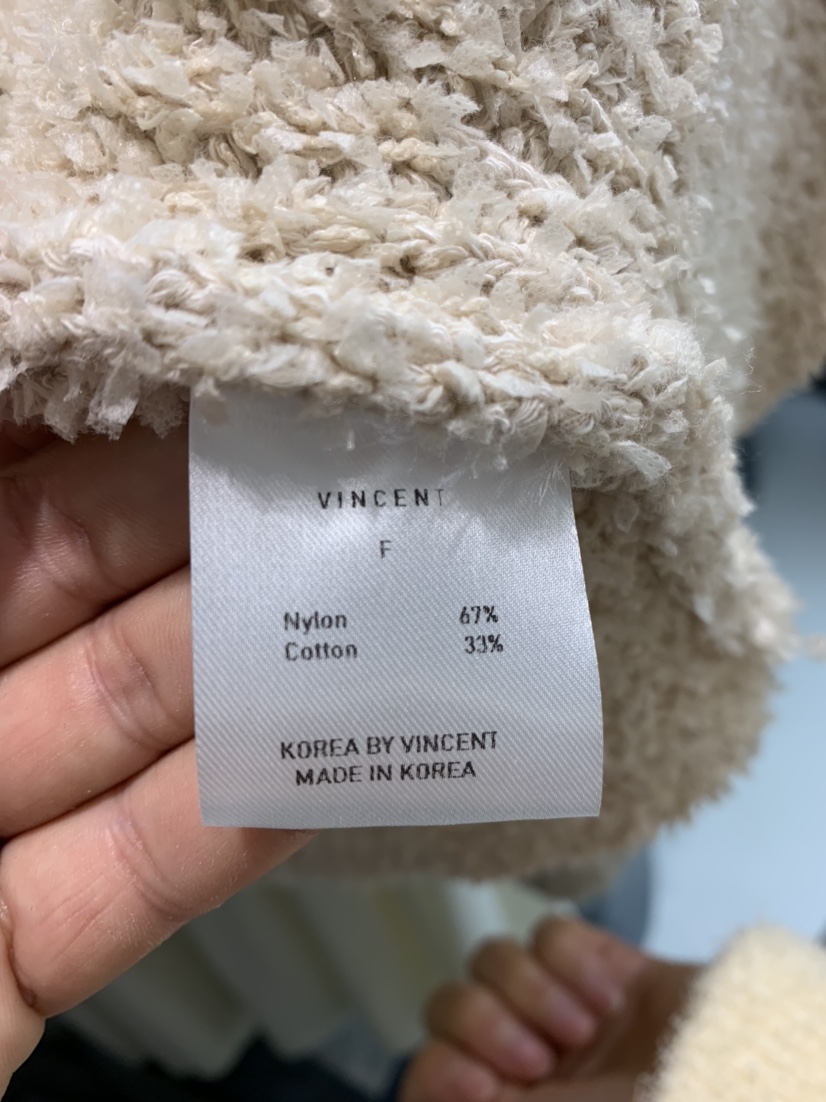 VINCENT
F
Nylon 67%
Cotton 33%
KOREA BY VINCENT
MADE IN KOREA